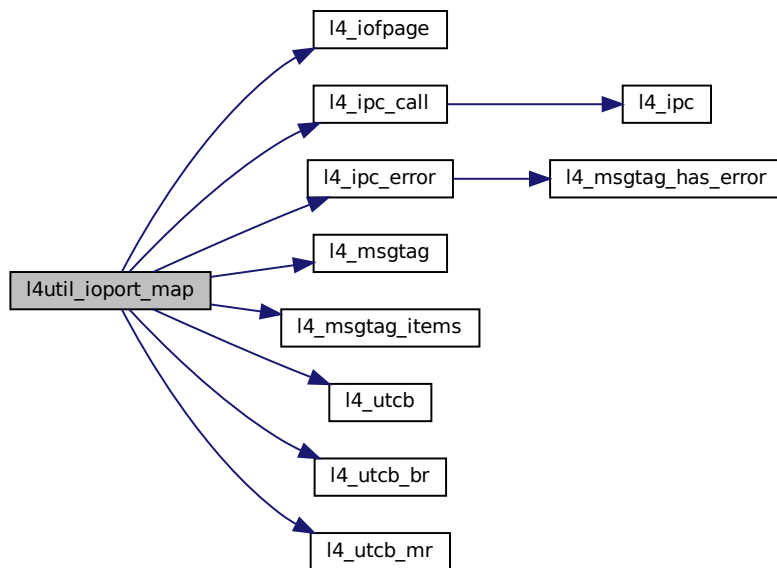 l4_iofpage
l4_ipc_call
l4_ipc
l4_ipc_error
l4_msgtag_has_error
l4_msgtag
l4util_ioport_map
l4_msgtag_items
l4_utcb
l4_utcb_br
l4_utcb_mr